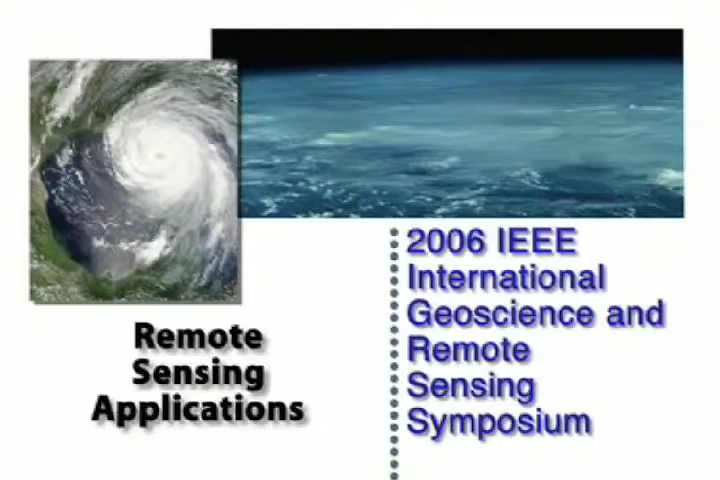 Remote
Sensing
Applications
2006 IEEE
International
Geoscience and
Remote
Sensing
Symposium